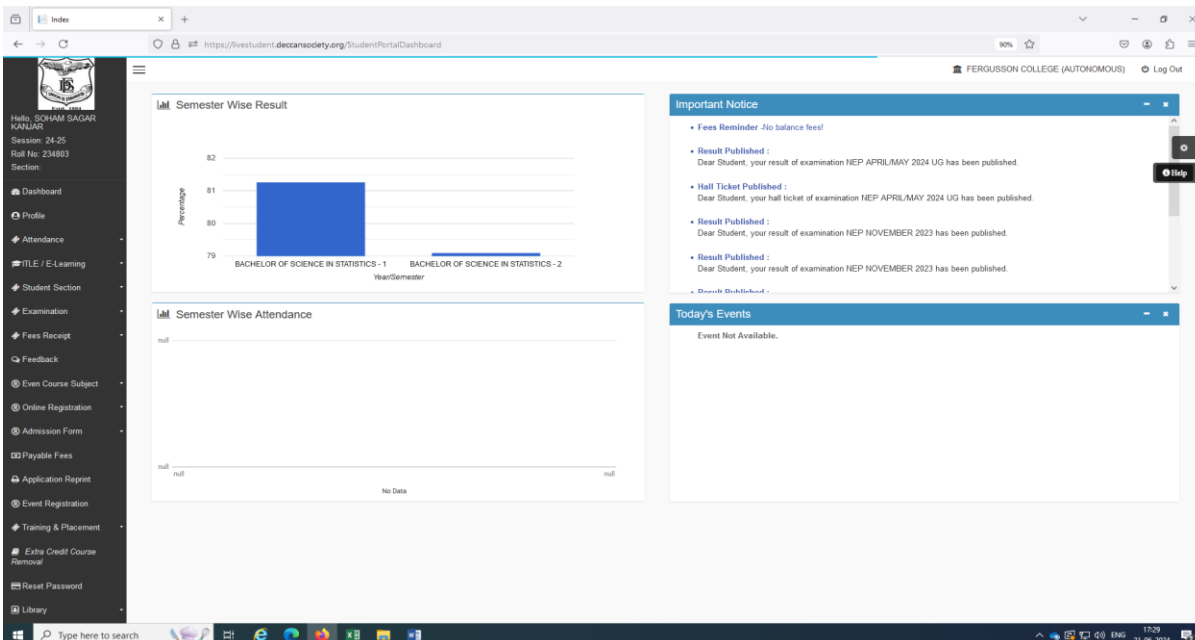 Index
https://livestudent.deccansociety.org/StudentPortalDashboard
90%
FERGUSSON COLLEGE (AUTONOMOUS)
Log Out
Hello, SOHAM SAGAR
KANJAR
Session: 24-25
Roll No: 234803
Section:
Dashboard
Profile
Attendance
ITLE / E-Learning
Student Section
Examination
Fees Receipt
Feedback
Even Course Subject
Online Registration
Admission Form
Payable Fees
Application Reprint
Event Registration
Training & Placement
Extra Credit Course
Removal
Reset Password
Library
Semester Wise Result
82
81
80
79
Percentage
BACHELOR OF SCIENCE IN STATISTICS - 1
BACHELOR OF SCIENCE IN STATISTICS - 2
Year/Semester
Important Notice
Fees Reminder -No balance fees!
Result Published :
Dear Student, your result of examination NEP APRIL/MAY 2024 UG has been published.
Hall Ticket Published :
Dear Student, your hall ticket of examination NEP APRIL/MAY 2024 UG has been published.
Result Published :
Dear Student, your result of examination NEP NOVEMBER 2023 has been published.
Result Published :
Dear Student, your result of examination NEP NOVEMBER 2023 has been published.
Result Published :
Help
Semester Wise Attendance
null
null
null
null
No Data
Today's Events
Event Not Available.
Type here to search
ENG
17:29
21-06-2024